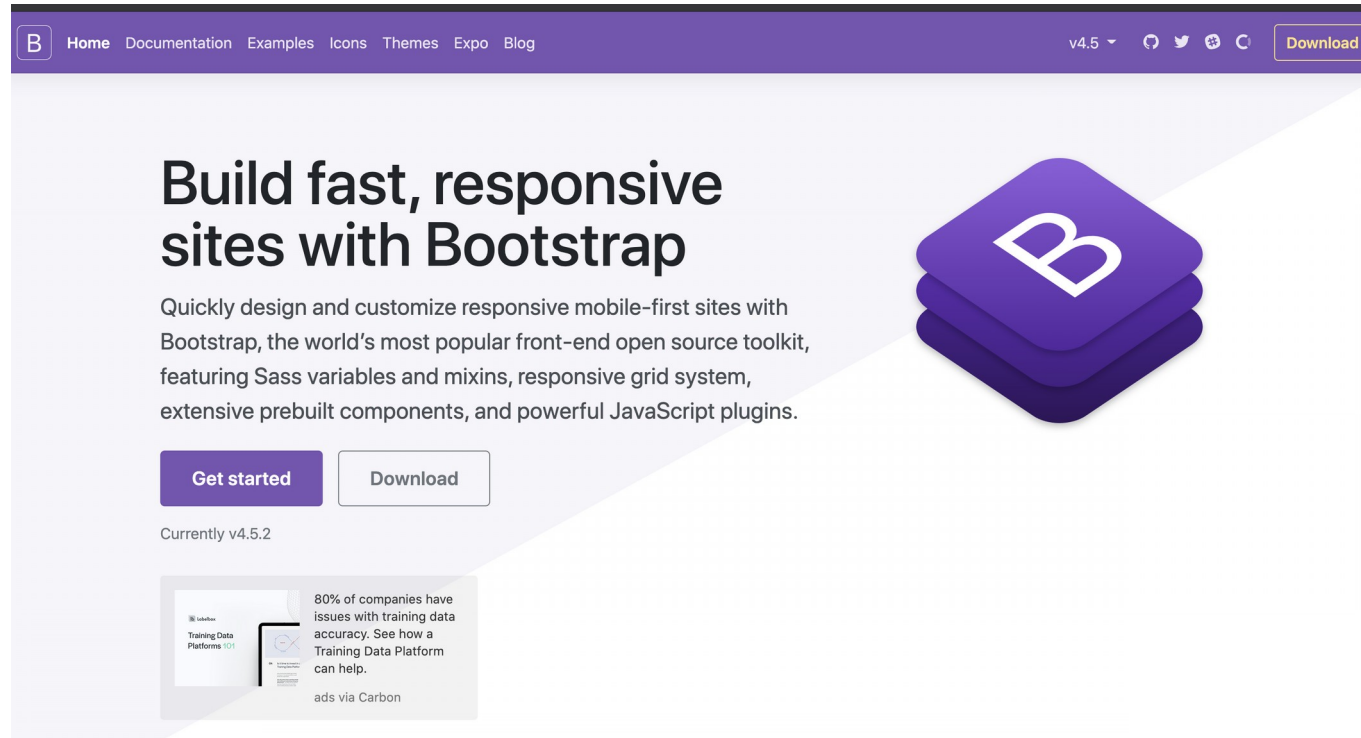 B Home Documentation Examples Icons Themes Expo Blog v4.5 Download
Build fast, responsive
sites with Bootstrap
B
Quickly design and customize responsive mobile-first sites with
Bootstrap, the world's most popular front-end open source toolkit,
featuring Sass variables and mixins, responsive grid system,
extensive prebuilt components, and powerful JavaScript plugins.
Get started Download
Currently v4.5.2
Labelbox
Training Data
Platforms 101
80% of companies have
issues with training data
accuracy. See how a
Training Data Platform
can help.
ads via Carbon